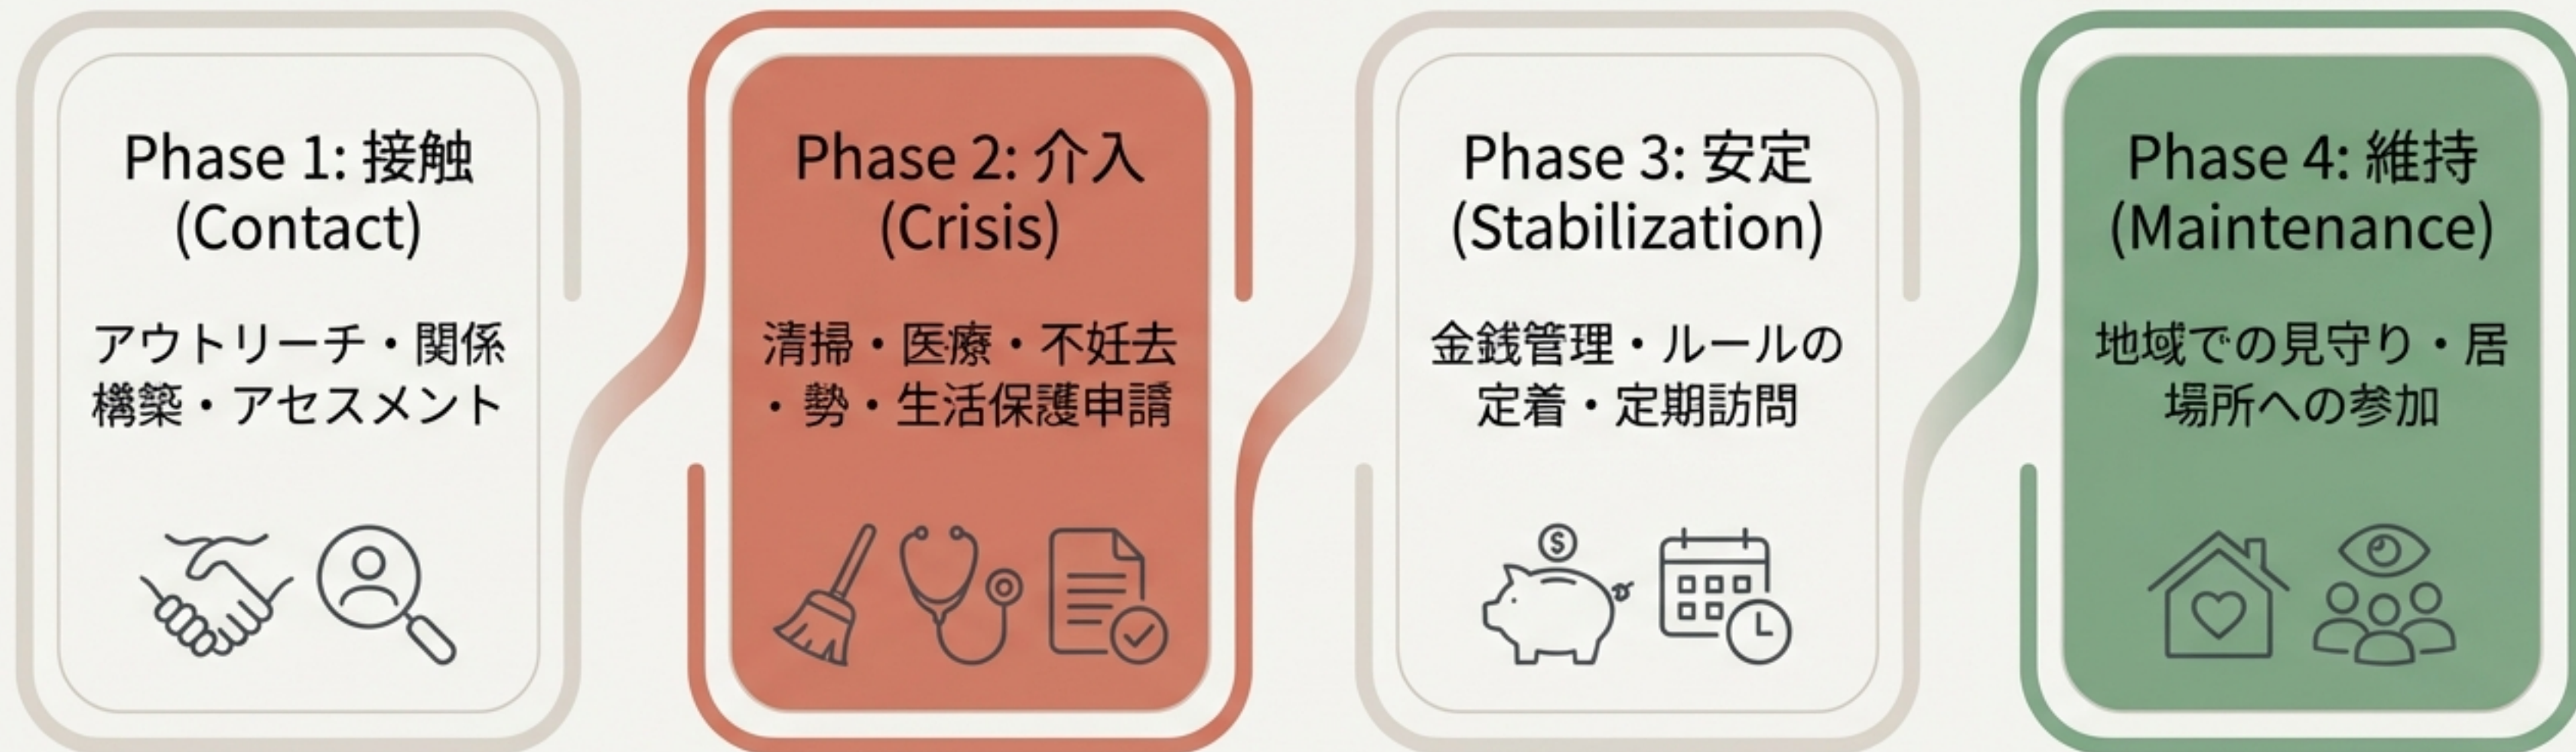 Phase 1: 接触
(Contact)
アウトリーチ・関係
構築・アセスメント
Phase 2: 介入
(Crisis)
清掃・医療・不妊去
・勢・生活保護申請
Phase 3: 安定
(Stabilization)
金銭管理・ルールの
定着・定期訪問
Phase 4: 維持
(Maintenance)
地域での見守り・居
場所への参加